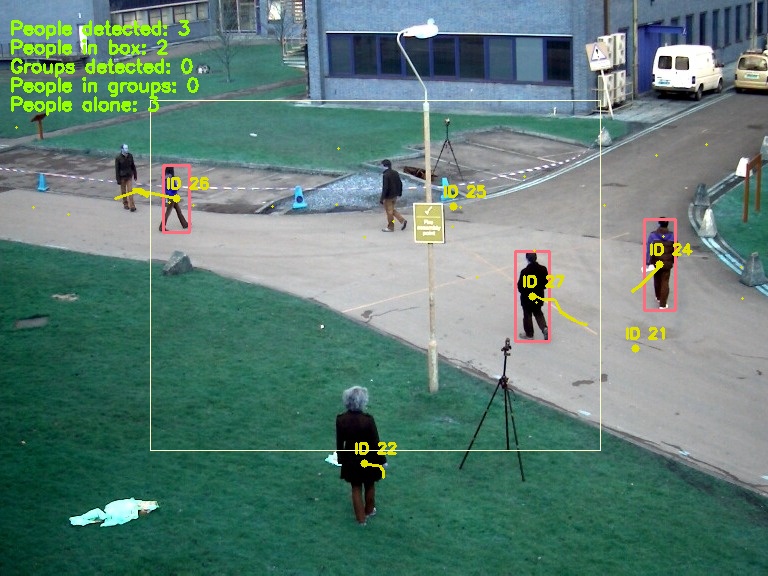 People detected: 3
People in box: 2
Groups detected: 0
People in groups: 0
People alone: 3
ID 26
ID 25
ID 24
ID 27
ID 21
ID 22